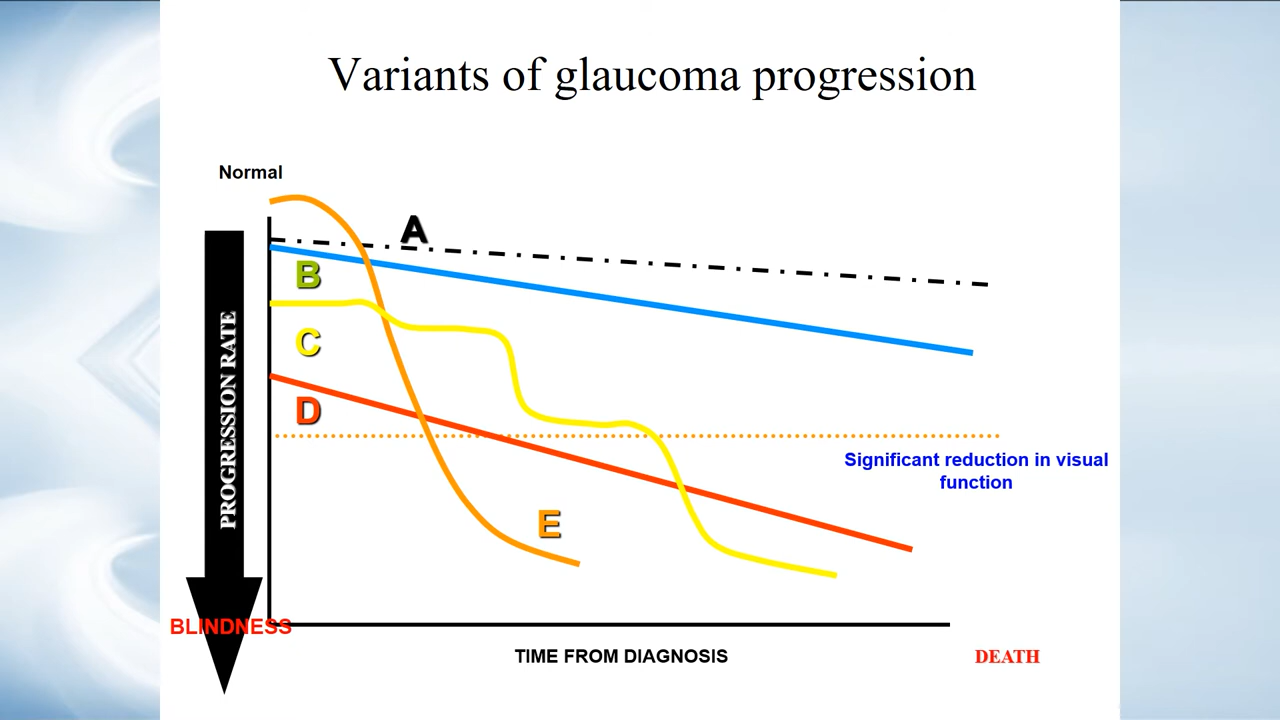 Variants of glaucoma progression
Normal
A
B
C
D
E
PROGRESSION RATE
Significant reduction in visual
function
BLINDNESS
TIME FROM DIAGNOSIS
DEATH